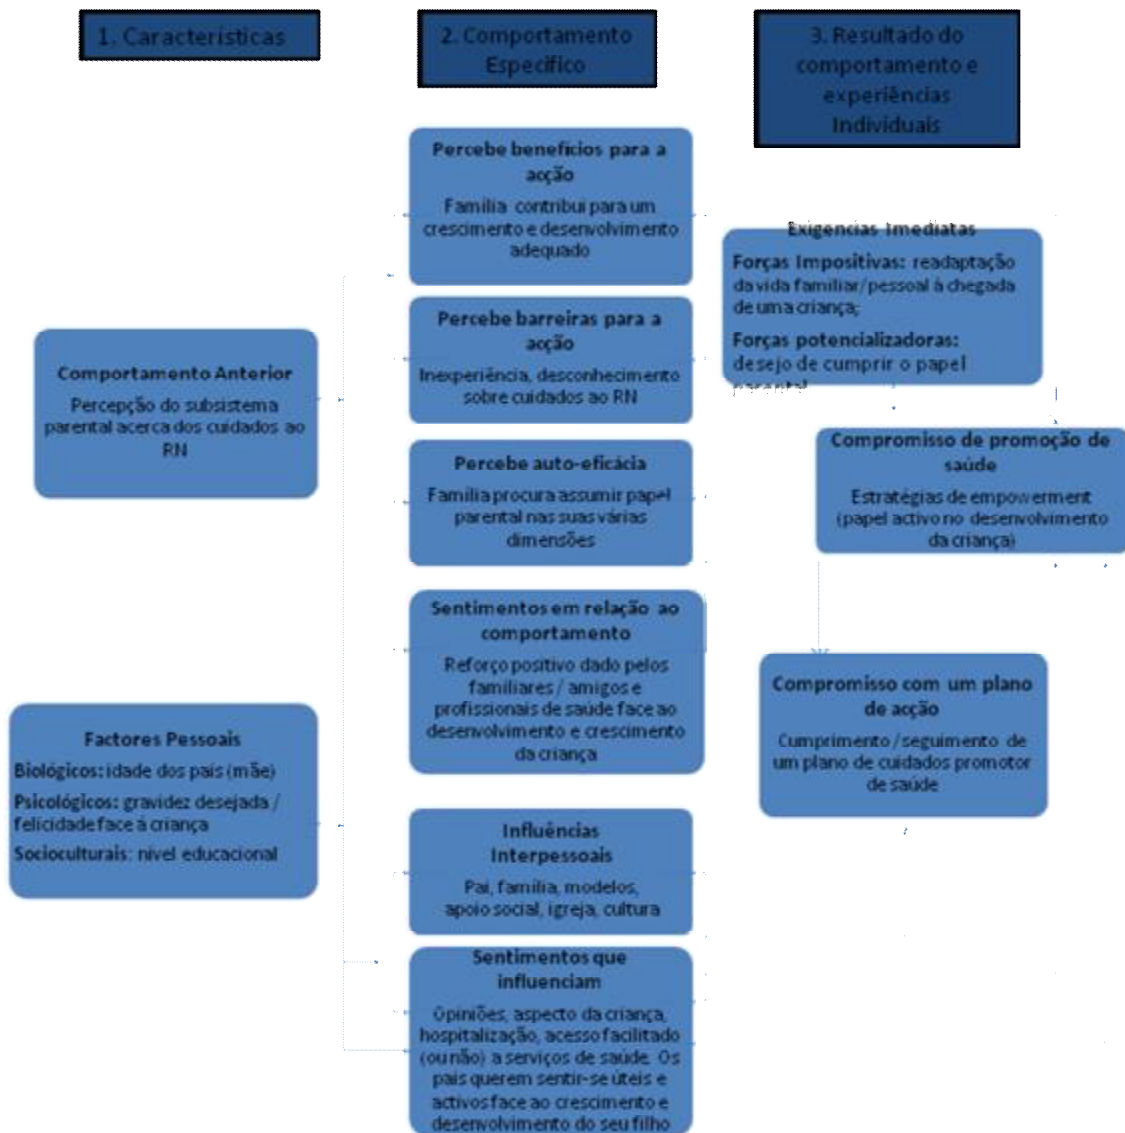 1. Características
2. Comportamento
Específico
3. Resultado do
comportamento e
experiências
Individuais
Comportamento Anterior
Percepção do subsistema
parental acerca dos cuidados ao
RN
Factores Pessoais
Biológicos: idade dos pais (mãe)
Psicológicos: gravidez desejada /
felicidade face à criança
Socioculturais: nível educacional
Percebe benefícios para a
acção
Família contribui para um
crescimento e desenvolvimento
adequado
Percebe barreiras para a
acção
Inexperiência, desconhecimento
sobre cuidados ao RN
Percebe auto-eficácia
Família procura assumir papel
parental nas suas várias
dimensões
Sentimentos em relação ao
comportamento
Reforço positivo dado pelos
familiares / amigos e
profissionais de saúde face ao
desenvolvimento e crescimento
da criança
Influências
Interpessoais
Pai, família, modelos,
apoio social, igreja, cultura
Sentimentos que
influenciam
Opiniões, aspecto da criança,
hospitalização, acesso facilitado
(ou não) a serviços de saúde. Os
pais querem sentir-se úteis e
activos face ao crescimento e
desenvolvimento do seu filho
Exigencias Imediatas
Forças Impositivas: readaptação
da vida familiar/pessoal à chegada
de uma criança;
Forças potencializadoras:
desejo de cumprir o papel
parental
Compromisso de promoção de
saúde
Estratégias de empowerment
(papel activo no desenvolvimento
da criança)
Compromisso com um plano
de acção
Cumprimento /seguimento de
um plano de cuidados promotor
de saúde